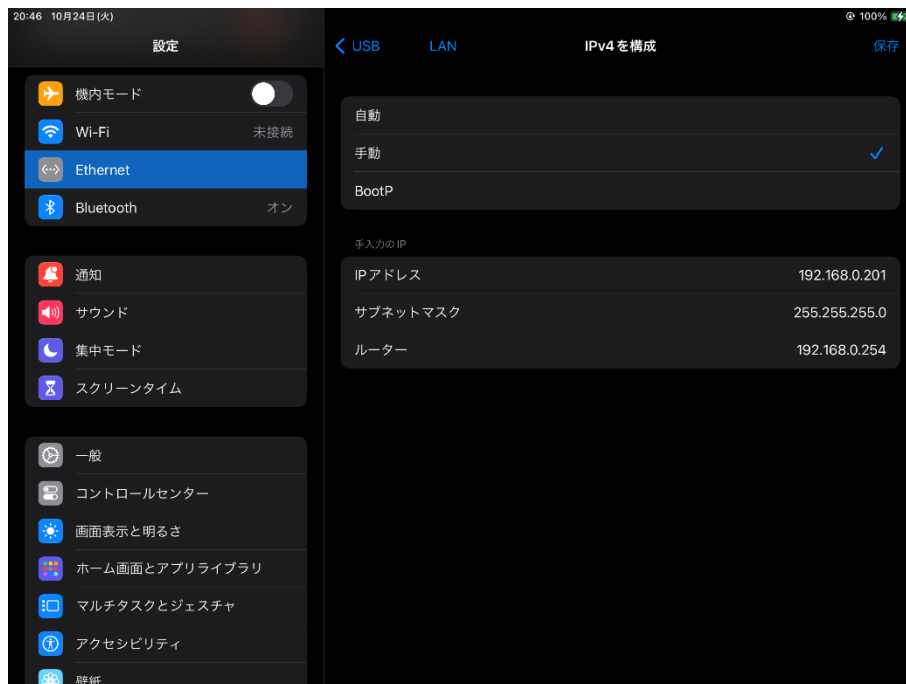 20:46 10月24日(火)
100%
設定
USB LAN
IPv4を構成
保存
機内モード
Wi-Fi 未接続
Ethernet
Bluetooth オン
通知
サウンド
集中モード
スクリーンタイム
一般
コントロールセンター
画面表示と明るさ
ホーム画面とアプリライブラリ
マルチタスクとジェスチャ
アクセシビリティ
壁紙
自動
手動
BootP
手入力のIP
IPアドレス 192.168.0.201
サブネットマスク 255.255.255.0
ルーター 192.168.0.254